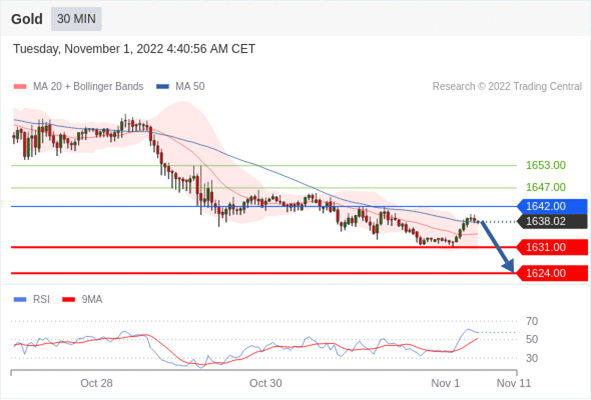 Gold 30 MIN
Tuesday, November 1, 2022 4:40:56 AM CET
MA 20 + Bollinger Bands MA 50 Research © 2022 Trading Central
1653.00
1647.00
1642.00
1638.02
1631.00
1624.00
RSI 9MA
70
50
30
Oct 28 Oct 30 Nov 1 Nov 11